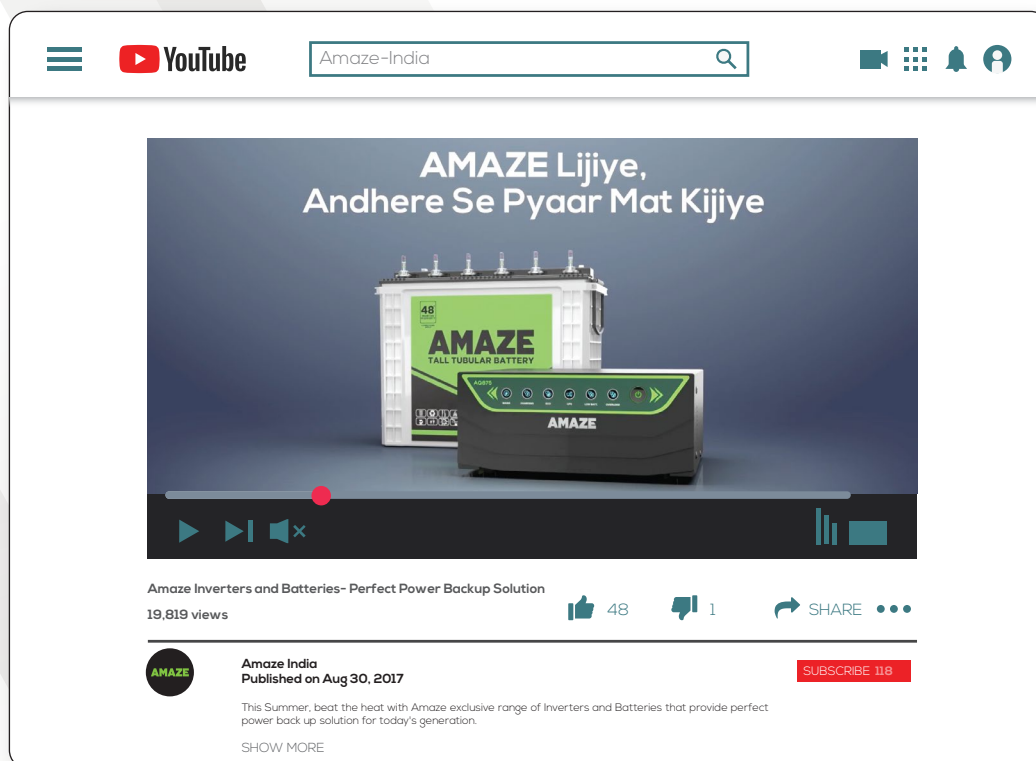 YouTube
Amaze-India
AMAZE Lijiye,
Andhere Se Pyaar Mat Kijiye
48
AMAZE
TALL TUBULAR BATTERY
AMAZE
Amaze Inverters and Batteries- Perfect Power Backup Solution
19,819 views
48
1
SHARE
AMAZE
Amaze India
Published on Aug 30, 2017
SUBSCRIBE 118
This Summer, beat the heat with Amaze exclusive range of Inverters and Batteries that provide perfect
power back up solution for today's generation.
SHOW MORE